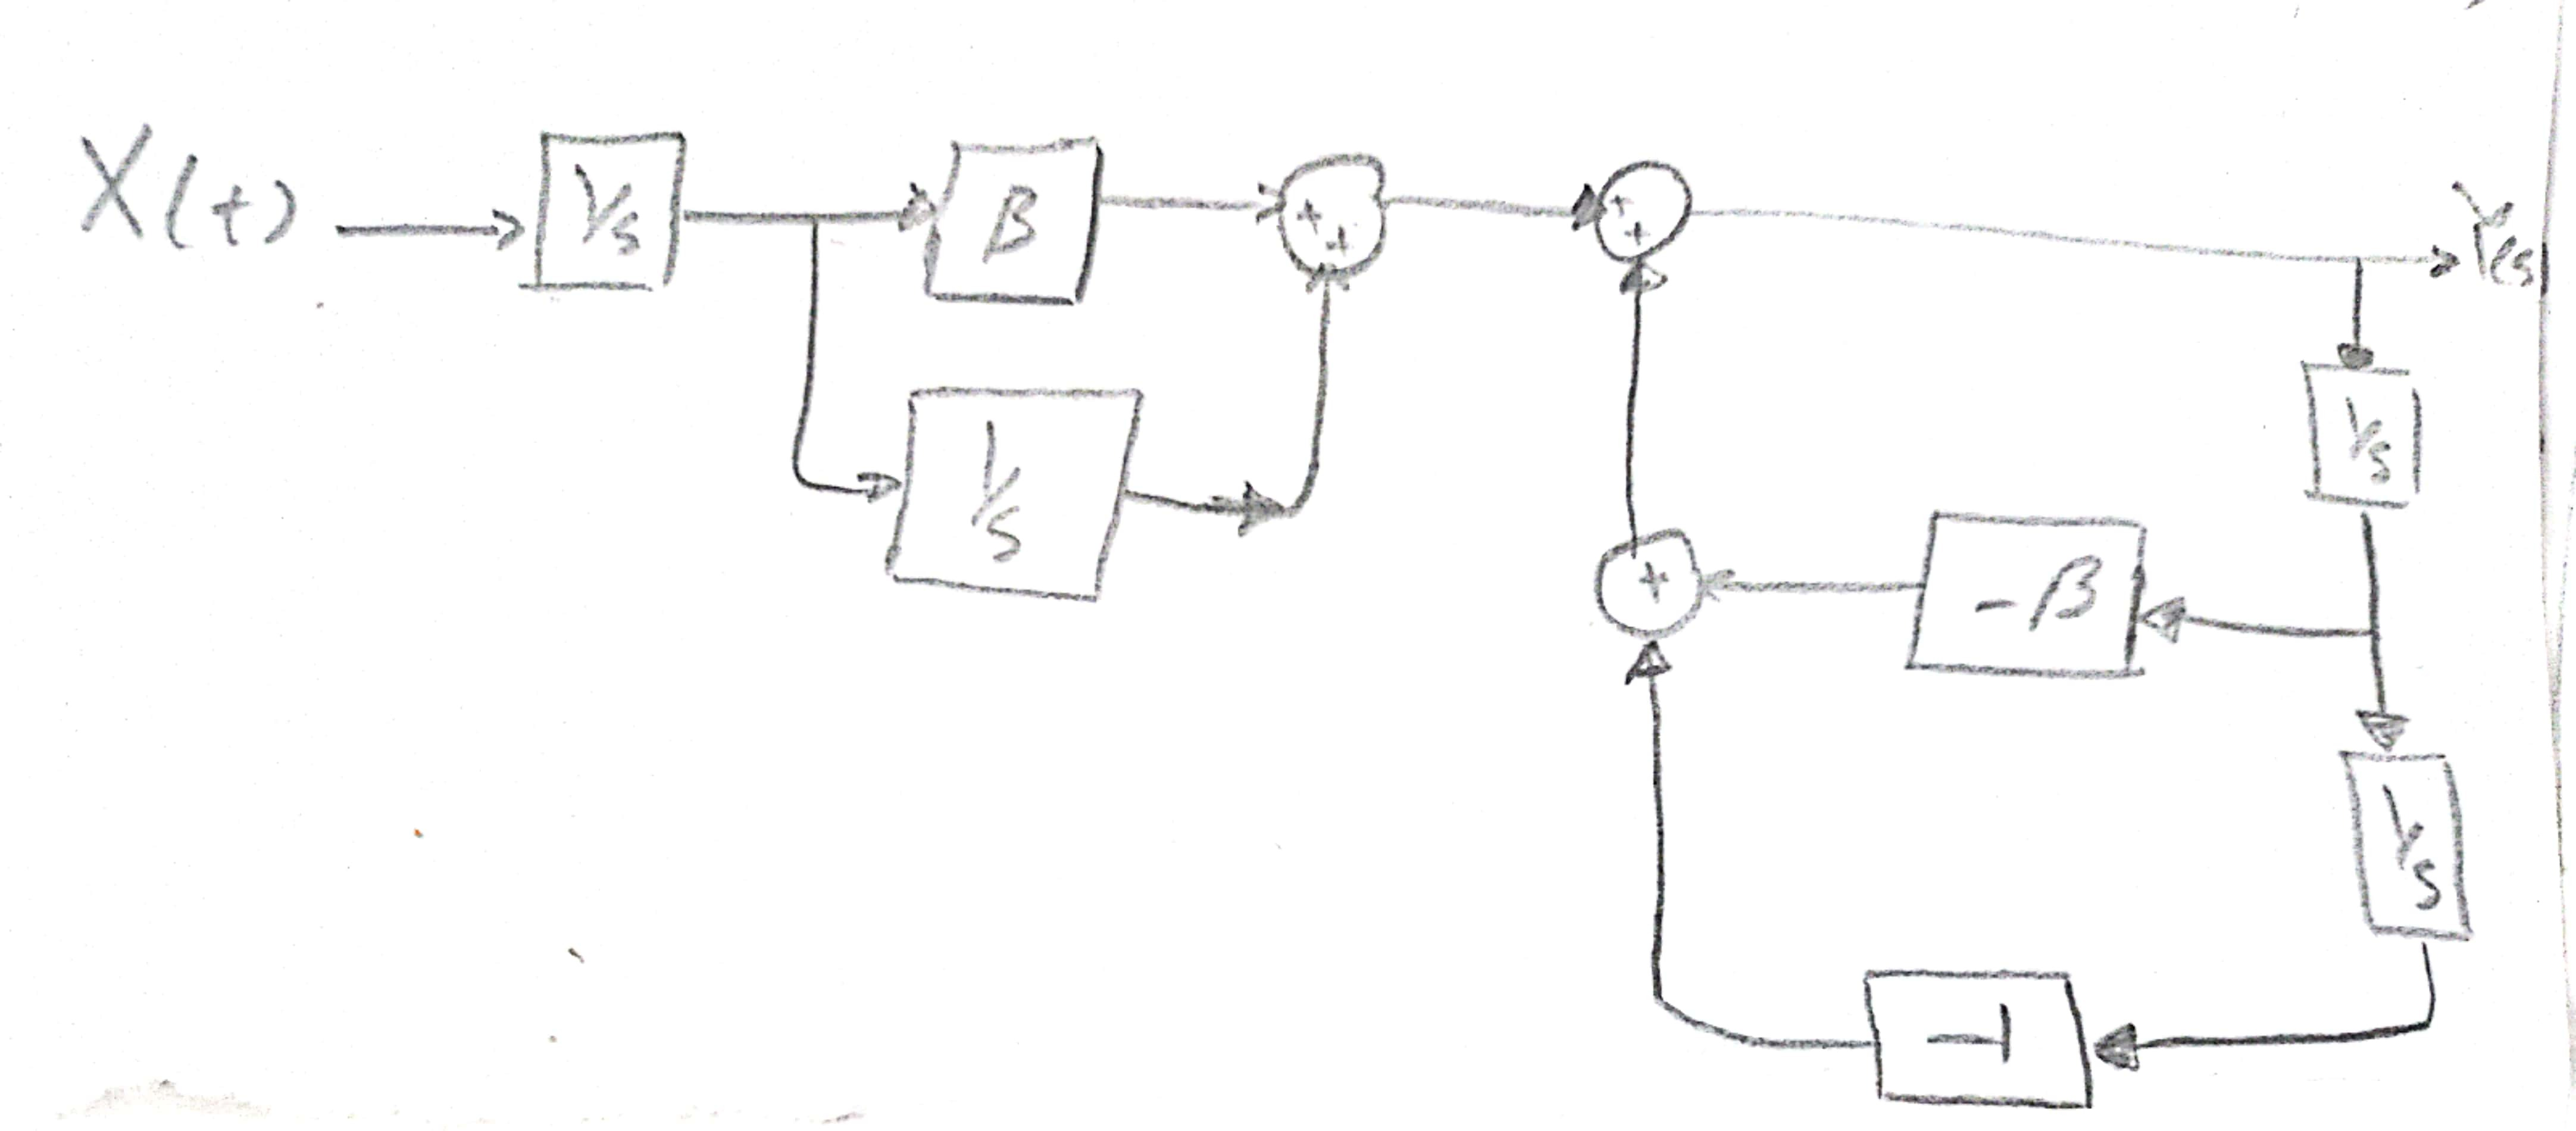 X(t)
1/s
B
+
+
+
+
Y(s)
1/s
1/s
+
-β
1/s
-1